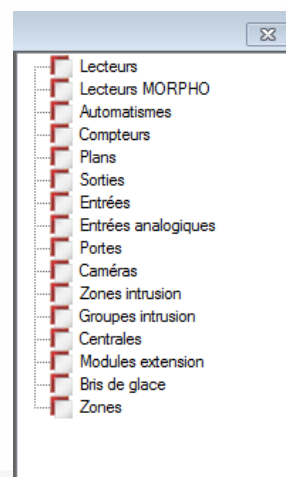 Lecteurs
Lecteurs MORPHO
Automatismes
Compteurs
Plans
Sorties
Entrées
Entrées analogiques
Portes
Caméras
Zones intrusion
Groupes intrusion
Centrales
Modules extension
Bris de glace
Zones